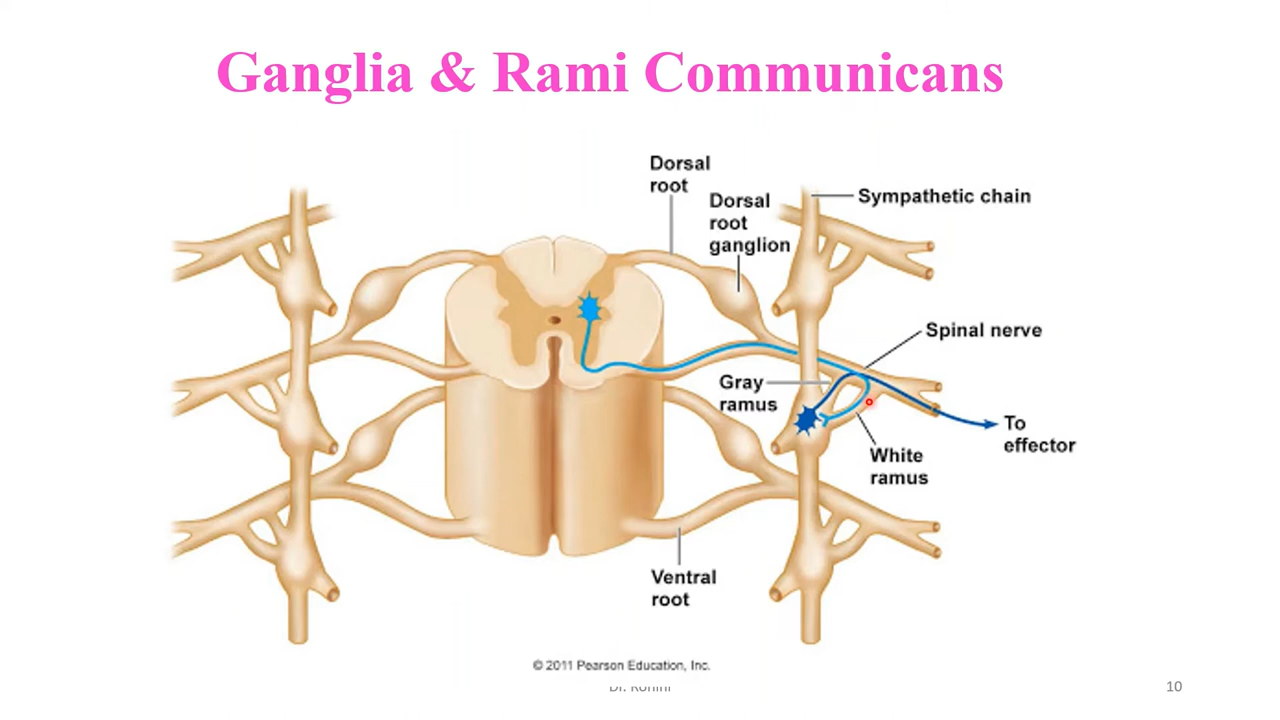 Ganglia & Rami Communicans
Dorsal
root
Dorsal
root
ganglion
Sympathetic chain
Spinal nerve
Gray
ramus
To
effector
White
ramus
Ventral
root
© 2011 Pearson Education, Inc.
Dr.
10